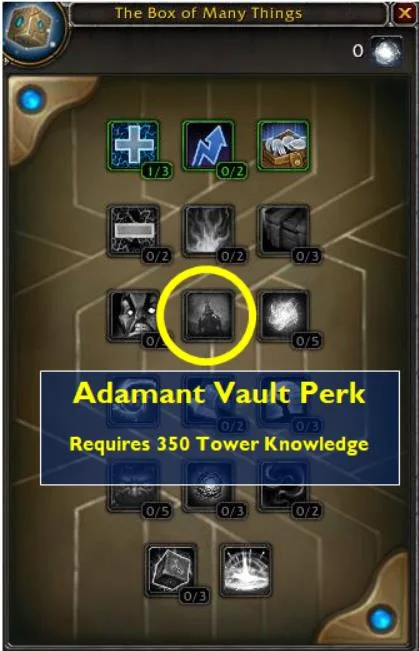 The Box of Many Things
0
1/3 0/2
0/2 0/2 0/3
0/5
Adamant Vault Perk
Requires 350 Tower Knowledge
0/5 0/3 0/2
0/3